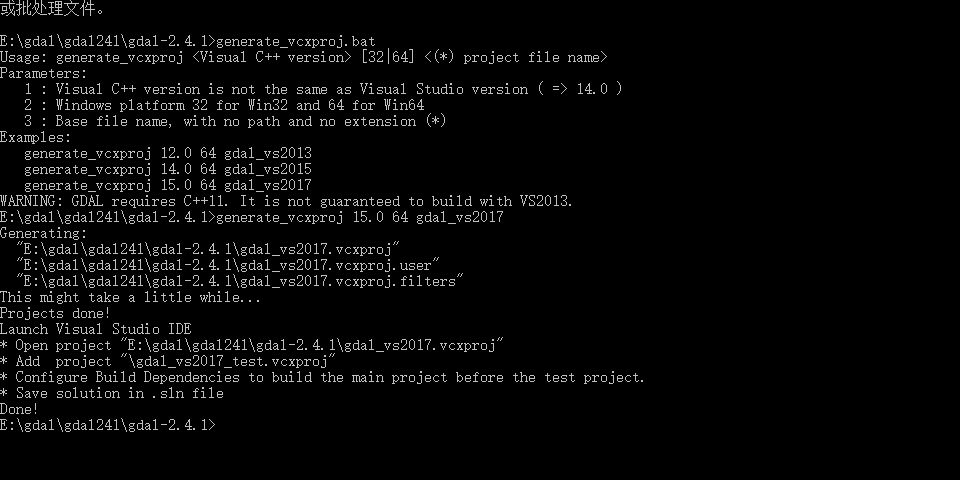 或批处理文件。
E:\gdal\gdal241\gdal-2.4.1>generate_vcxproj.bat
Usage: generate_vcxproj <Visual C++ version> [32|64] <(*) project file name>
Parameters:
   1 : Visual C++ version is not the same as Visual Studio version ( => 14.0 )
   2 : Windows platform 32 for Win32 and 64 for Win64
   3 : Base file name, with no path and no extension (*)
Examples:
   generate_vcxproj 12.0 64 gdal_vs2013
   generate_vcxproj 14.0 64 gdal_vs2015
   generate_vcxproj 15.0 64 gdal_vs2017
WARNING: GDAL requires C++11. It is not guaranteed to build with VS2013.
E:\gdal\gdal241\gdal-2.4.1>generate_vcxproj 15.0 64 gdal_vs2017
Generating:
  "E:\gdal\gdal241\gdal-2.4.1\gdal_vs2017.vcxproj"
  "E:\gdal\gdal241\gdal-2.4.1\gdal_vs2017.vcxproj.user"
  "E:\gdal\gdal241\gdal-2.4.1\gdal_vs2017.vcxproj.filters"
This might take a little while...
Projects done!
Launch Visual Studio IDE
* Open project "E:\gdal\gdal241\gdal-2.4.1\gdal_vs2017.vcxproj"
* Add  project "\gdal_vs2017_test.vcxproj"
* Configure Build Dependencies to build the main project before the test project.
* Save solution in .sln file
Done!
E:\gdal\gdal241\gdal-2.4.1>